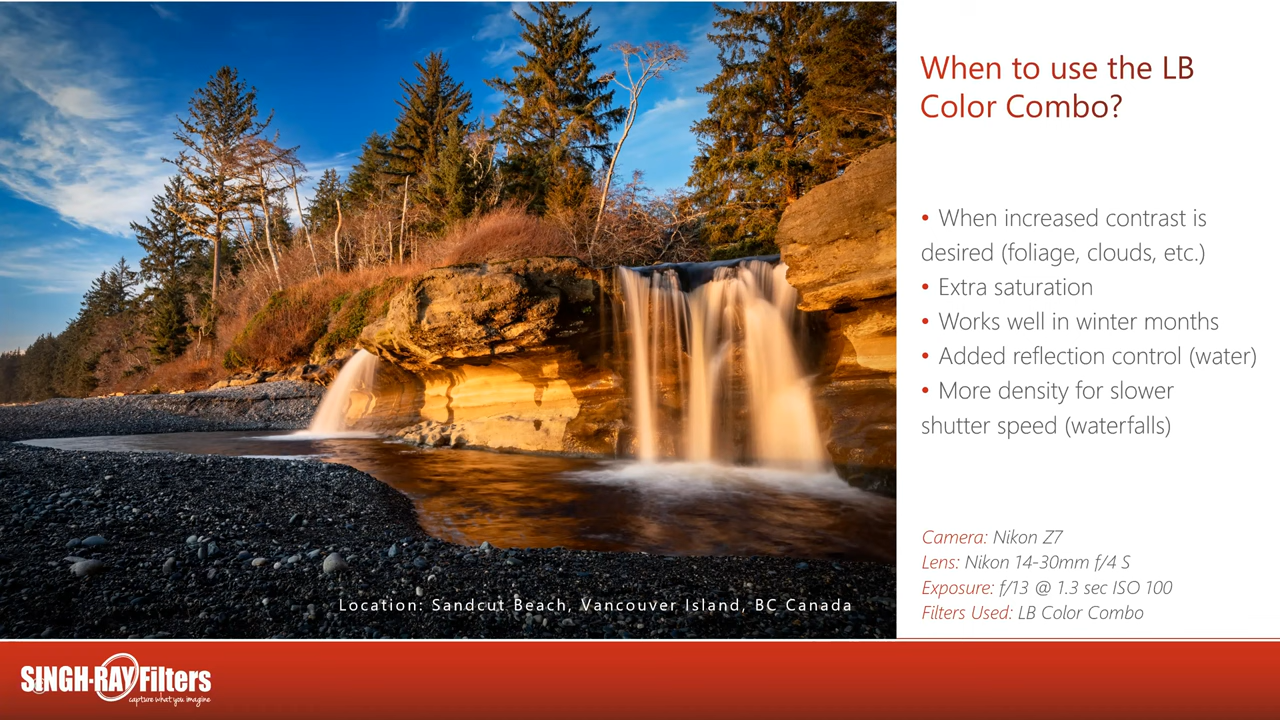 When to use the LB
Color Combo?
• When increased contrast is
desired (foliage, clouds, etc.)
• Extra saturation
• Works well in winter months
• Added reflection control (water)
• More density for slower
shutter speed (waterfalls)
Camera: Nikon Z7
Lens: Nikon 14-30mm f/4 S
Exposure: f/13 @ 1.3 sec ISO 100
Filters Used: LB Color Combo
Location: Sandcut Beach, Vancouver Island, BC Canada
SINGH-RAY Filters
capture what you imagine